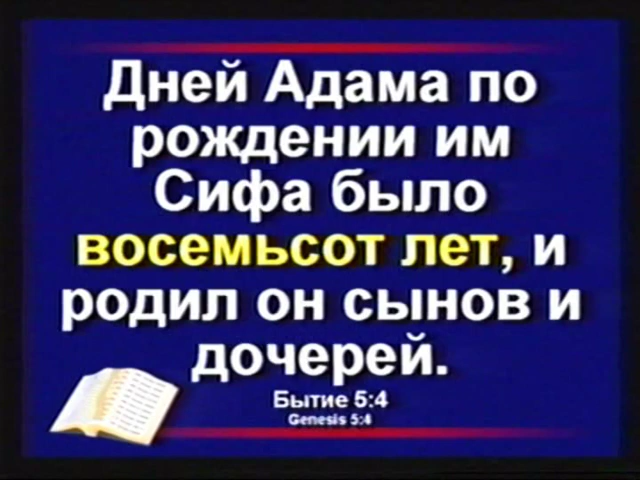 Дней Адама по
рождении им
Сифа было
восемьсот лет, и
родил он сынов и
дочерей.
Бытие 5:4
Genesis 5:4